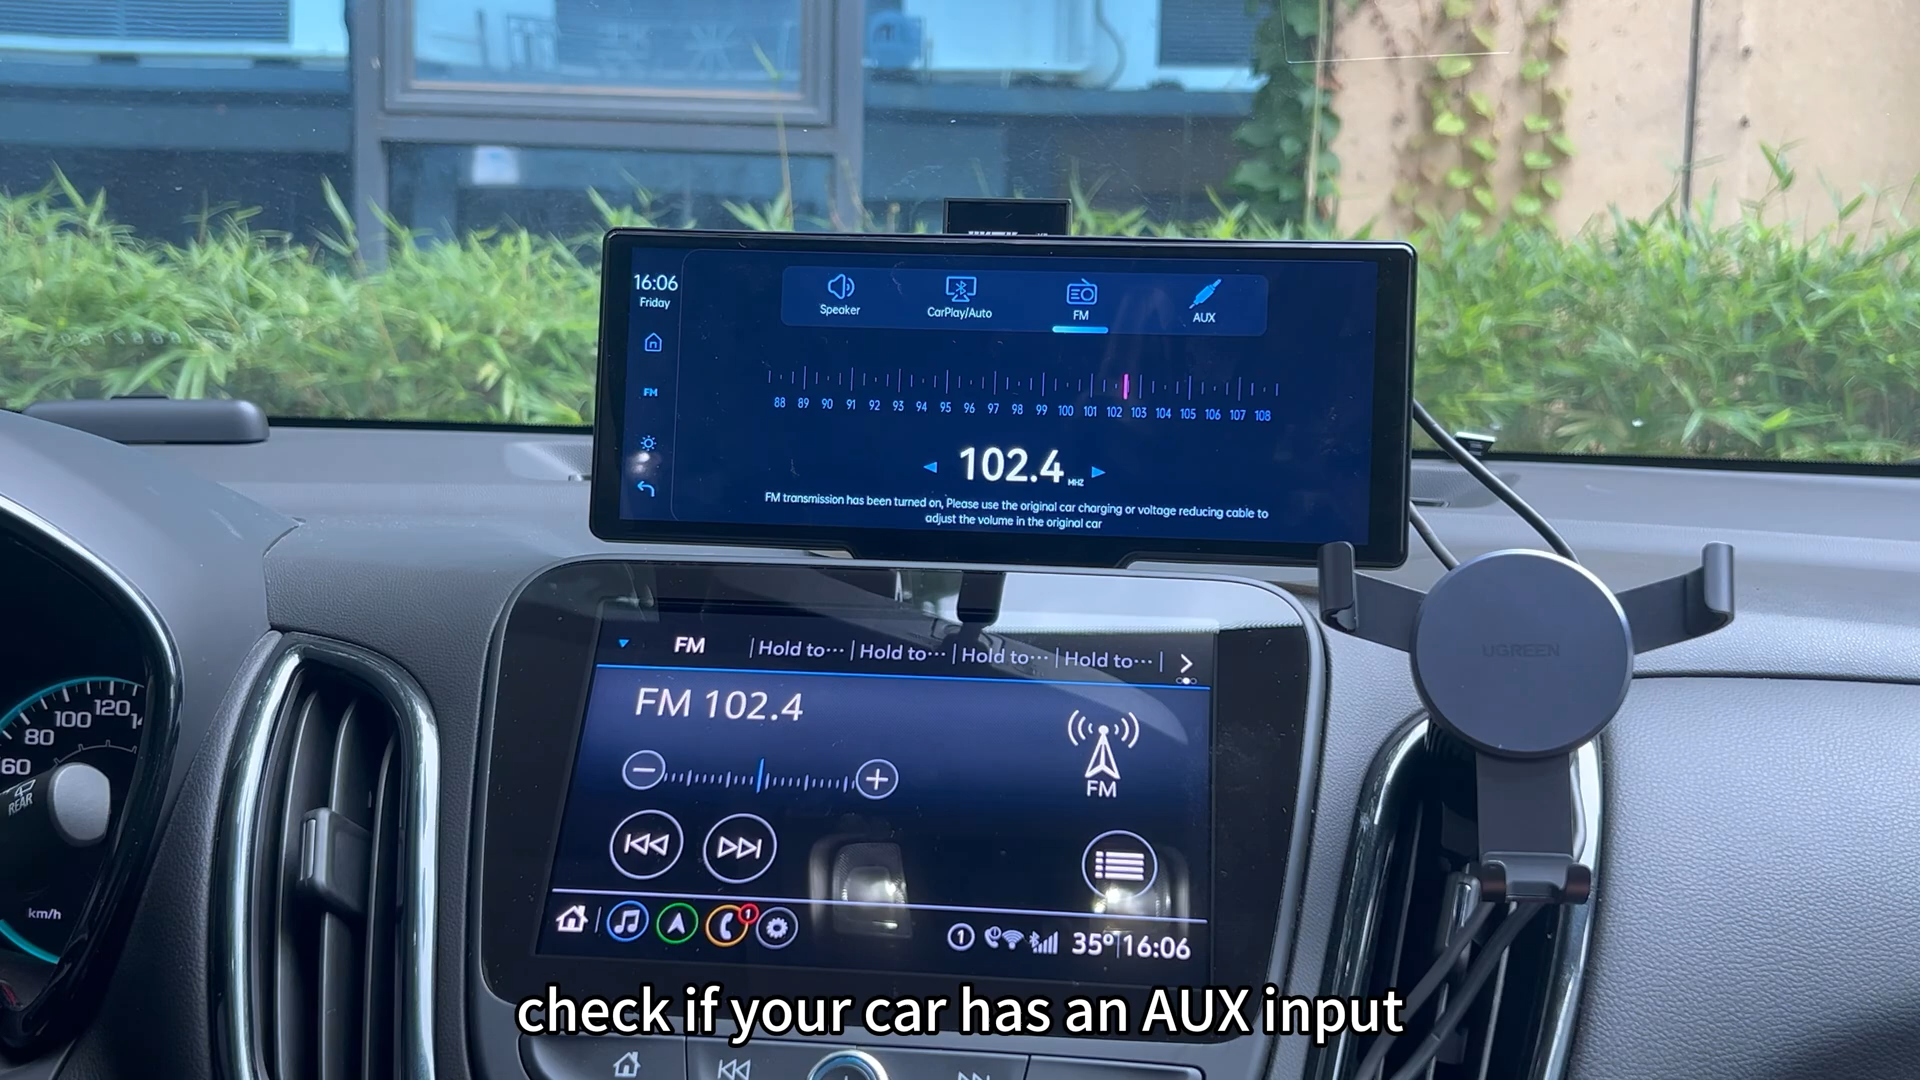 16:06
Friday
Speaker
CarPlay/Auto
FM
AUX
FM
88 89 90 91 92 93 94 95 96 97 98 99 100 101 102 103 104 105 106 107 108
102.4 MHZ
FM transmission has been turned on, Please use the original car charging or voltage reducing cable to
adjust the volume in the original car
FM | Hold to··· | Hold to··· | Hold to··· | Hold to··· |
FM 102.4
FM
1
1
35° 16:06
UGREEN
120
100
80
60
4
REAR
km/h
check if your car has an AUX input